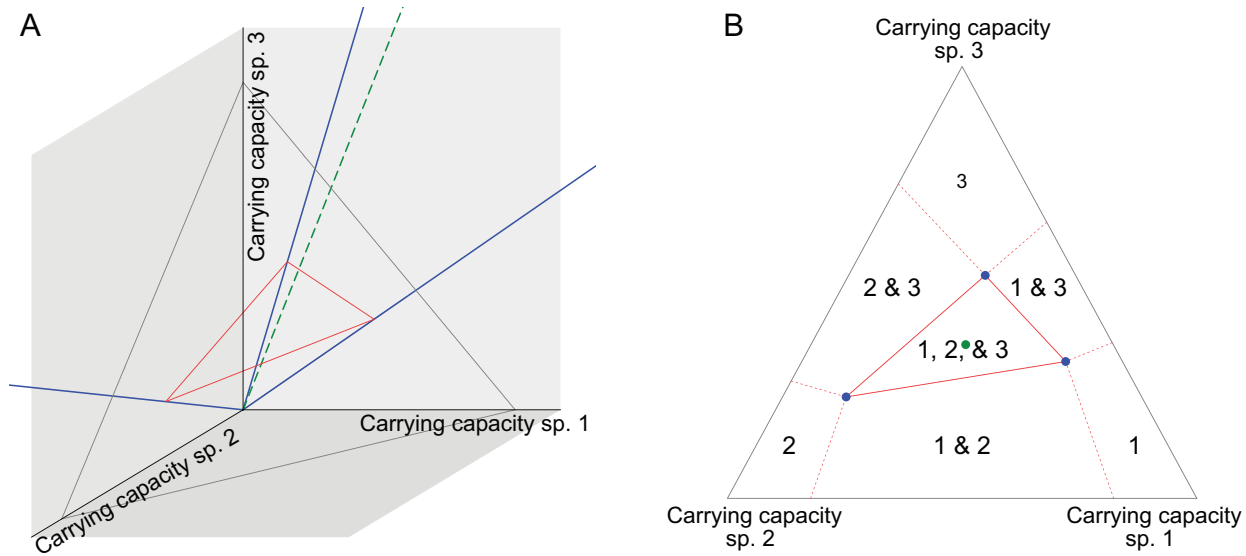 A
Carrying capacity sp. 3
Carrying capacity sp. 1
Carrying capacity sp. 2
B
Carrying capacity
sp. 3
3
2 & 3
1 & 3
1, 2, & 3
2
1 & 2
1
Carrying capacity
sp. 2
Carrying capacity
sp. 1